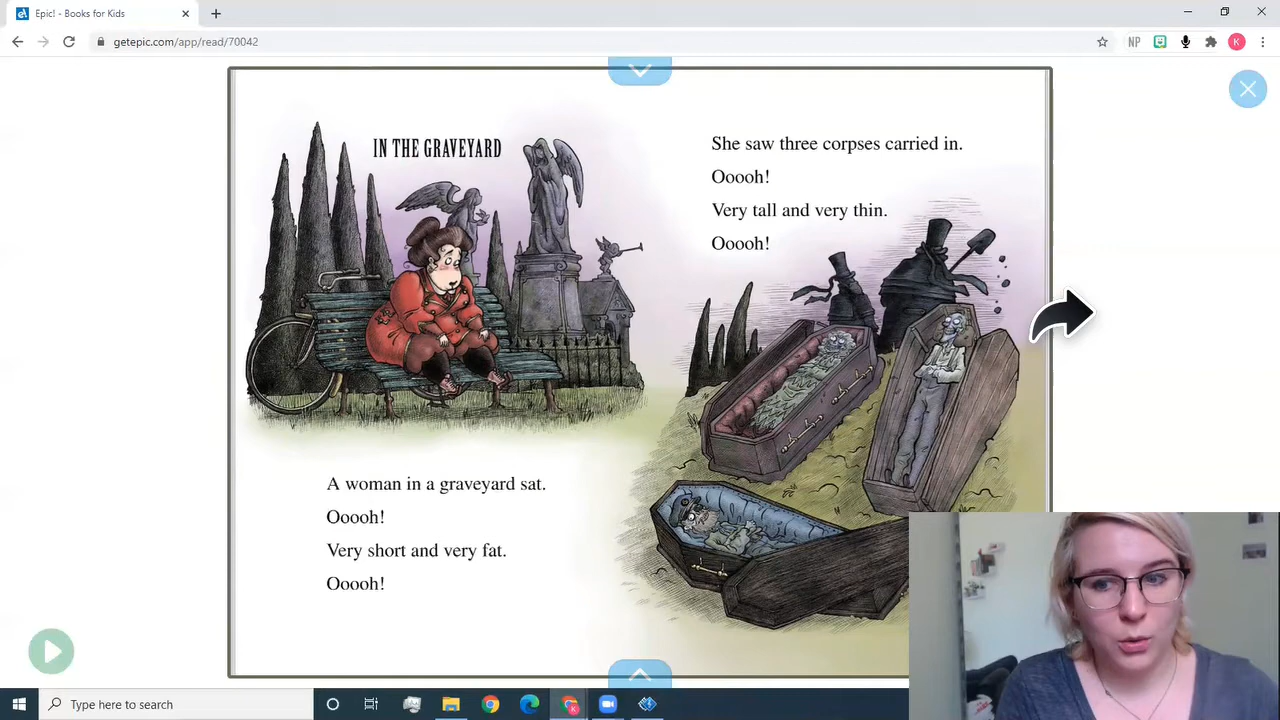 Epic! - Books for Kids
getepic.com/app/read/70042
NP
K
IN THE GRAVEYARD
A woman in a graveyard sat.
Ooooh!
Very short and very fat.
Ooooh!
She saw three corpses carried in.
Ooooh!
Very tall and very thin.
Ooooh!
Type here to search